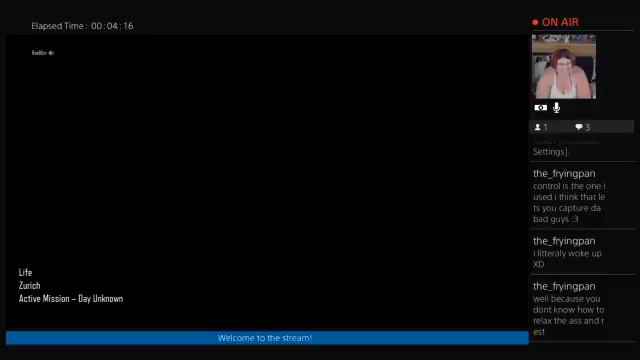 Elapsed Time : 00:04:16
ON AIR
1
3
Settings].
the_fryingpan
control is the one i
used i think that le
ts you capture da
bad guys :3
the_fryingpan
i litteraly woke up
XD
the_fryingpan
well because you
dont know how to
relax the ass and r
est
Life
Zurich
Active Mission – Day Unknown
Welcome to the stream!